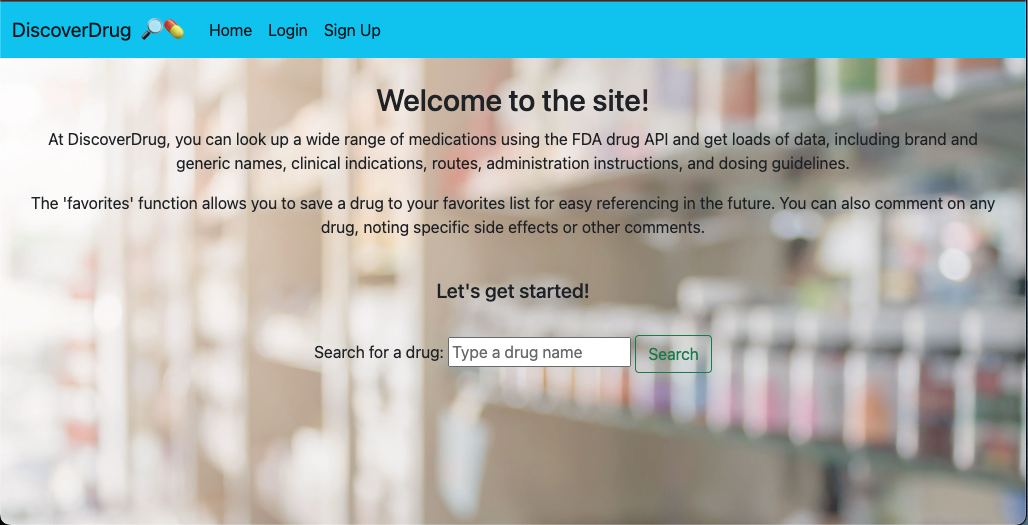 DiscoverDrug 🔎💊 Home Login Sign Up
Welcome to the site!
At DiscoverDrug, you can look up a wide range of medications using the FDA drug API and get loads of data, including brand and
generic names, clinical indications, routes, administration instructions, and dosing guidelines.
The 'favorites' function allows you to save a drug to your favorites list for easy referencing in the future. You can also comment on any
drug, noting specific side effects or other comments.
Let's get started!
Search for a drug: Type a drug name Search